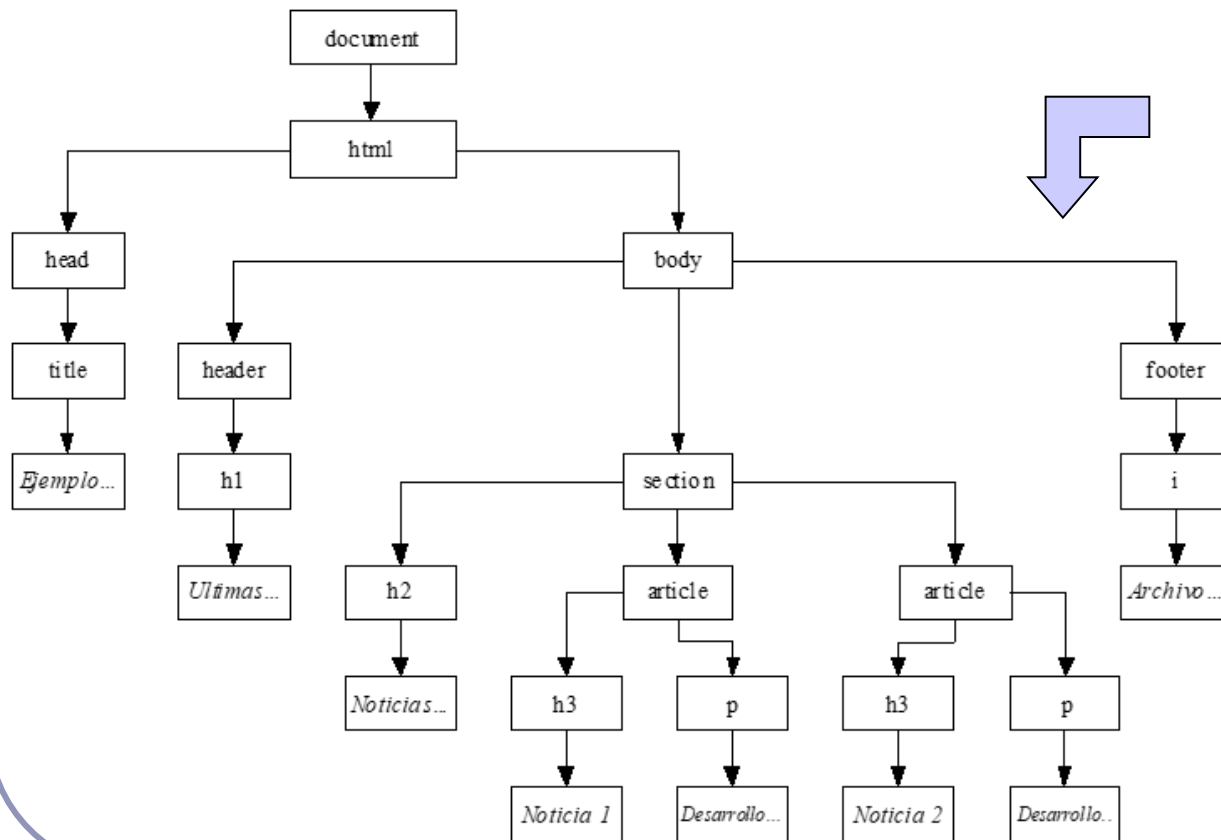 document
html
head
body
title
header
footer
Ejemplo...
h1
section
i
Ultimas...
h2
article
article
Archivo...
Noticias...
h3
p
h3
p
Noticia 1
Desarrollo...
Noticia 2
Desarrollo..